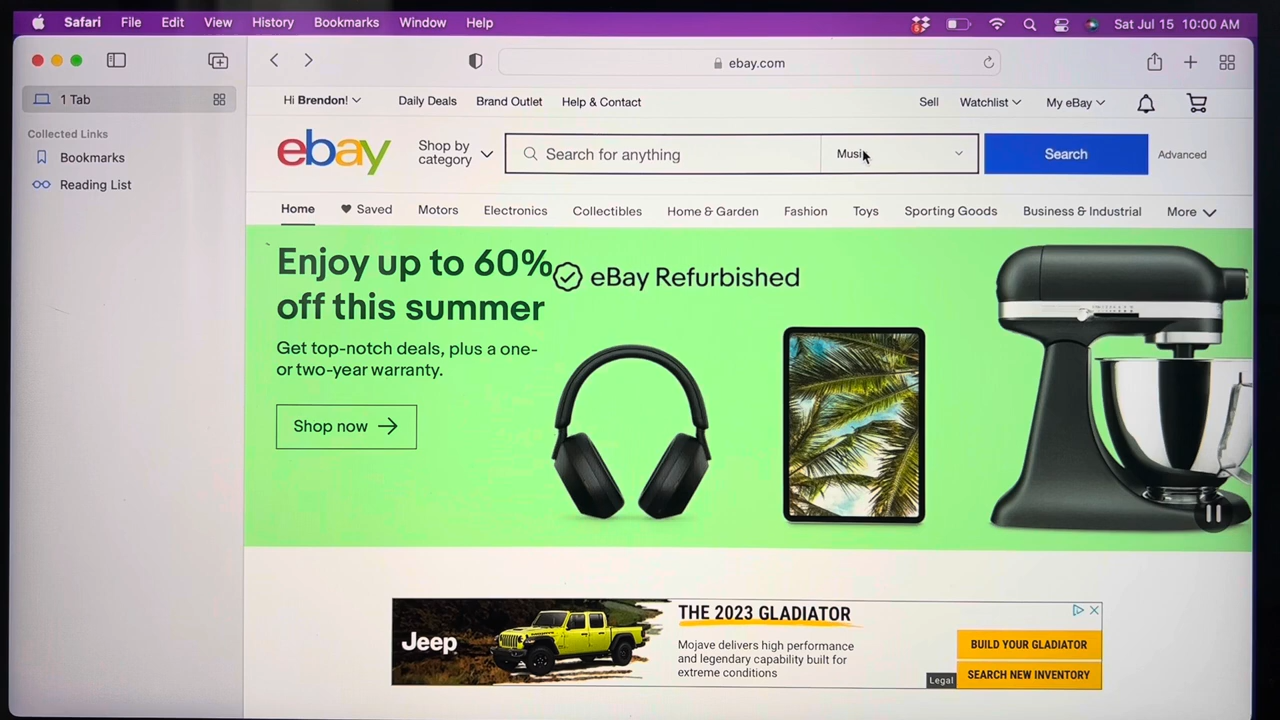 Safari File Edit View History Bookmarks Window Help Sat Jul 15 10:00 AM
ebay.com
1 Tab
Collected Links
Bookmarks
Reading List
Hi Brendon! Daily Deals Brand Outlet Help & Contact Sell Watchlist My eBay
ebay
Shop by
category
Search for anything
Search
Advanced
Home Saved Motors Electronics Collectibles Home & Garden Fashion Toys Sporting Goods Business & Industrial More
Enjoy up to 60%
off this summer
eBay Refurbished
Get top-notch deals, plus a one-
or two-year warranty.
Shop now
Jeep
THE 2023 GLADIATOR
Mojave delivers high performance
and legendary capability built for
extreme conditions
Legal
BUILD YOUR GLADIATOR
SEARCH NEW INVENTORY